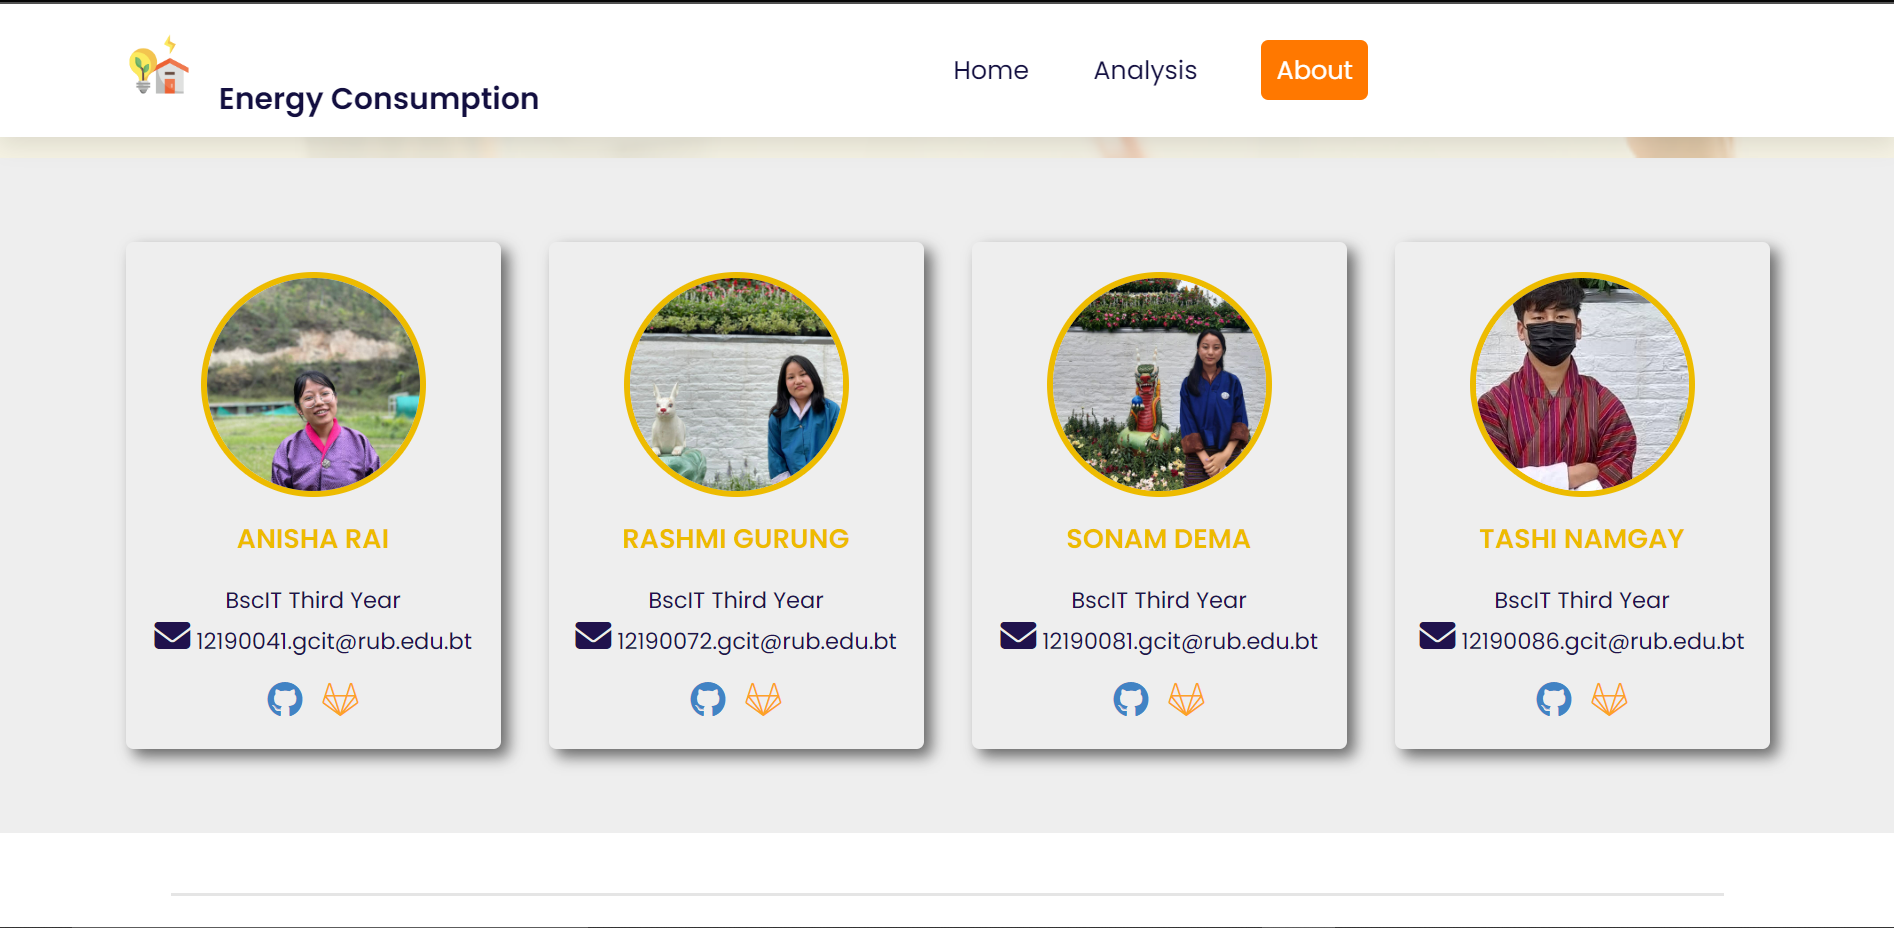 Energy Consumption
Home
Analysis
About
ANISHA RAI
BscIT Third Year
12190041.gcit@rub.edu.bt
RASHMI GURUNG
BscIT Third Year
12190072.gcit@rub.edu.bt
SONAM DEMA
BscIT Third Year
12190081.gcit@rub.edu.bt
TASHI NAMGAY
BscIT Third Year
12190086.gcit@rub.edu.bt